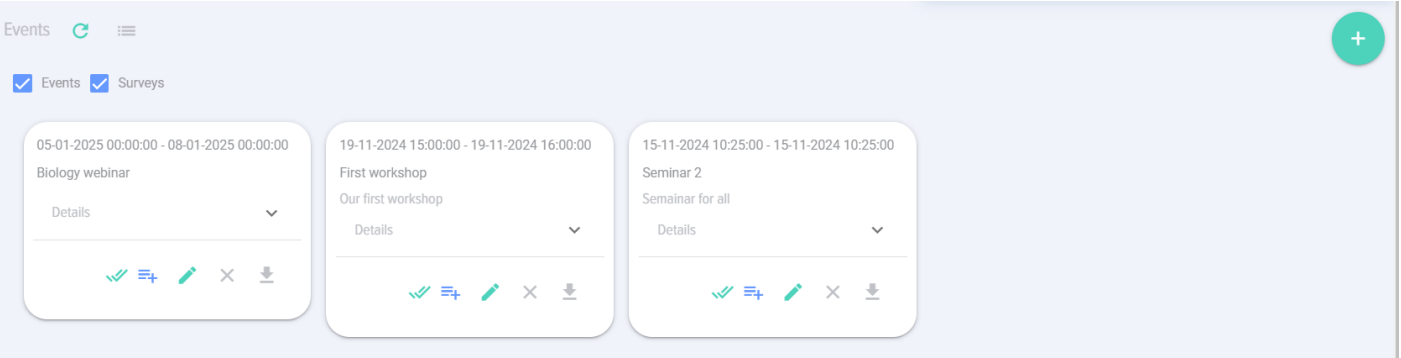 Events
Events Surveys
05-01-2025 00:00:00 - 08-01-2025 00:00:00
Biology webinar
Details
19-11-2024 15:00:00 - 19-11-2024 16:00:00
First workshop
Our first workshop
Details
15-11-2024 10:25:00 - 15-11-2024 10:25:00
Seminar 2
Semainar for all
Details